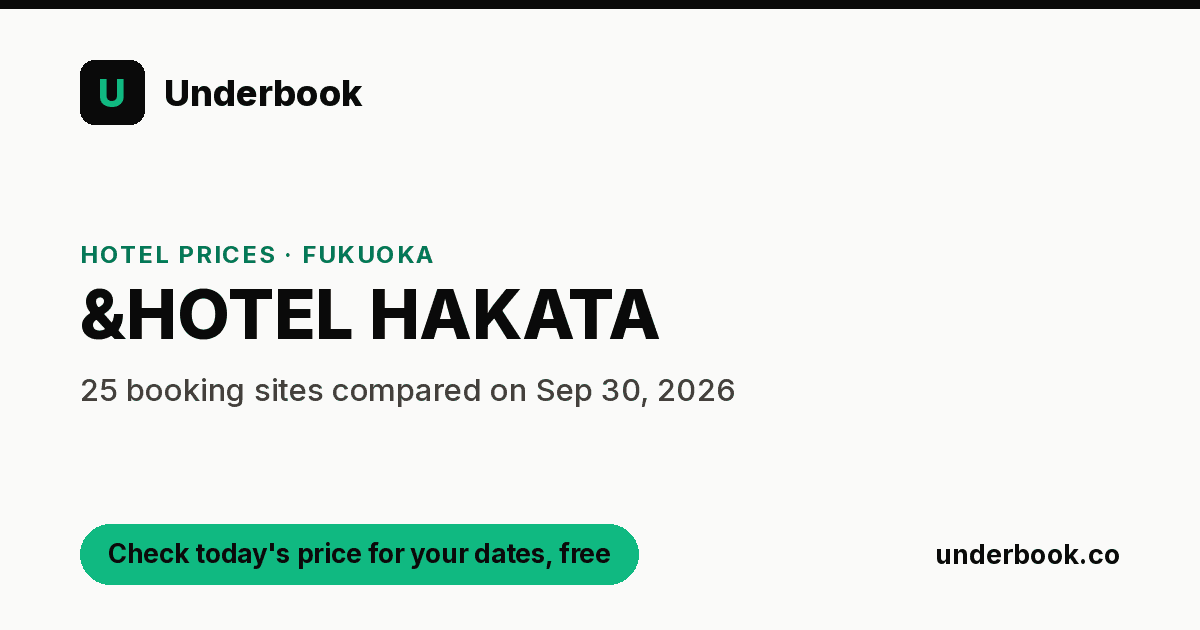 U Underbook
HOTEL PRICES · FUKUOKA
&HOTEL HAKATA
25 booking sites compared on Sep 30, 2026
Check today's price for your dates, free
underbook.co